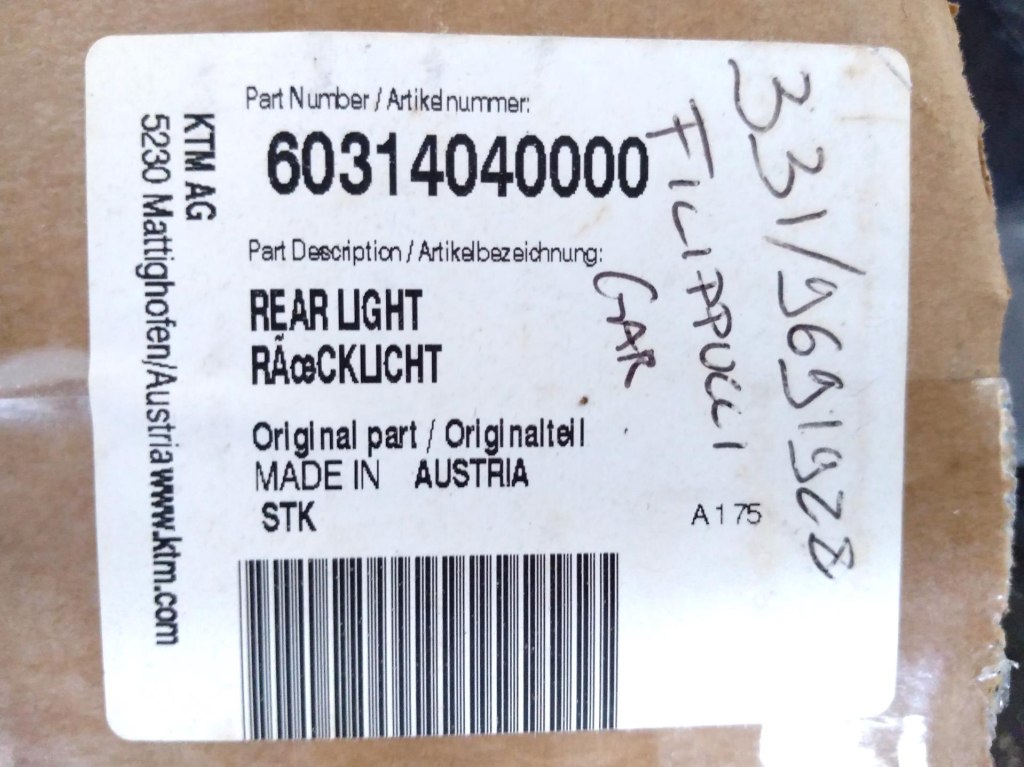 Part Number / Artikelnummer:
60314040000
Part Description / Artikelbezeichnung:
REAR LIGHT
RÃœCKLICHT
Original part / Originalteil
MADE IN AUSTRIA
STK
A175
KTM AG
5230 Mattighofen/Austria www.ktm.com
331/9691928
FILIPPUCCI
GAR